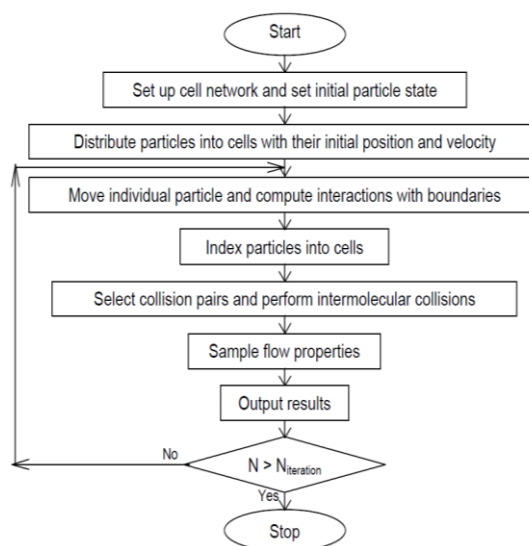 Start
Set up cell network and set initial particle state
Distribute particles into cells with their initial position and velocity
Move individual particle and compute interactions with boundaries
Index particles into cells
Select collision pairs and perform intermolecular collisions
Sample flow properties
Output results
No
N > Niteration
Yes
Stop